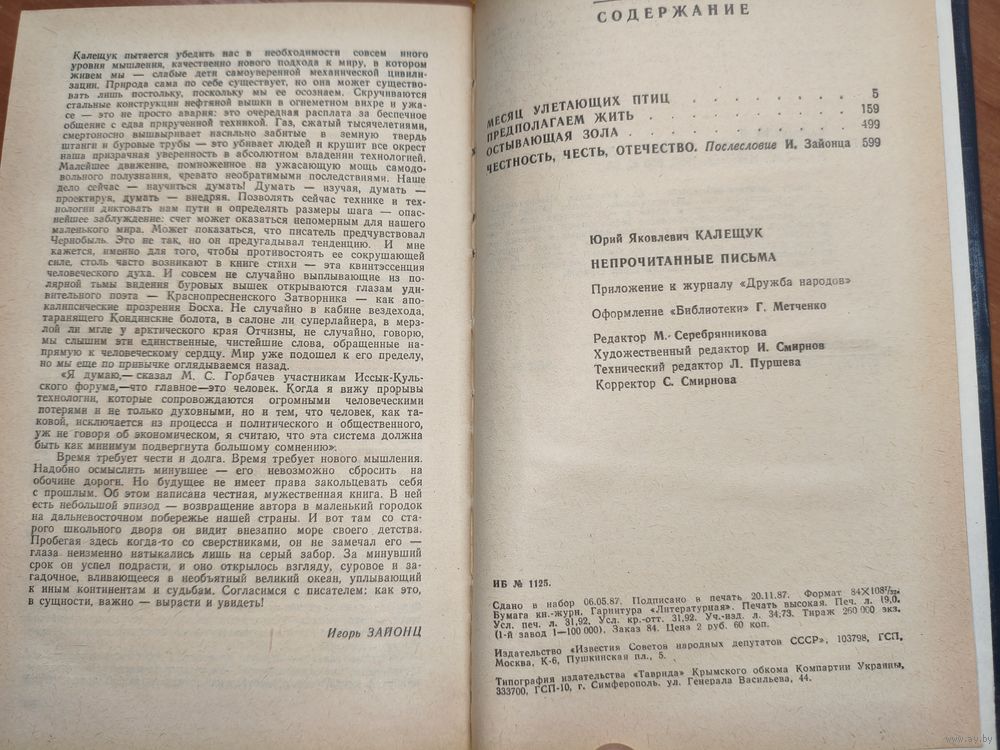 Калещук пытается убедить нас в необходимости совсем иного
уровня мышления, качественно нового подхода к миру, в котором
живем мы — слабые дети самоуверенной механической цивили-
зации. Природа сама по себе существует, но она может существо-
вать лишь постольку, поскольку мы ее осознаем. Скручиваются
стальные конструкции нефтяной вышки в огнеметном вихре и ужа-
се — это не просто авария: это очередная расплата за беспечное
общение с едва прирученной техникой. Газ, сжатый тысячелетиями,
смертоносно вышвыривает насильно забитые в земную твердь
штанги и буровые трубы — это убивает людей и крушит все окрест
наша призрачная уверенность в абсолютном владении технологией.
Малейшее движение, помноженное на ужасающую мощь самодо-
вольного полузнания, чревато необратимыми последствиями. Наше
дело сейчас — научиться думать! Думать — изучая, думать —
проектируя, думать — внедряя. Позволять сейчас технике и тех-
нологии диктовать нам пути и определять размеры шага — опас-
нейшее заблуждение: счет может оказаться непомерным для нашего
маленького мира. Может показаться, что писатель предчувствовал
Чернобыль. Это не так, но он предугадывал тенденцию. И мне
кажется, именно для того, чтобы противостоять ее сокрушающей
силе, столь часто возникают в книге стихи — эта квинтэссенция
человеческого духа. И совсем не случайно выплывающие из по-
лярной тьмы видения буровых вышек открываются глазам уди-
вительного поэта — Краснопресненского Затворника — как апо-
калипсические прозрения Босха. Не случайно в кабине вездехода,
таранящего Кондинские болота, в салоне ли суперлайнера, в мерз-
лой ли мгле у арктического края Отчизны, не случайно, говорю,
мы слышим эти единственные, чистейшие слова, обращенные на-
прямую к человеческому сердцу. Мир уже подошел к его пределу,
но мы еще по привычке оглядываемся назад.
«Я думаю,— сказал М. С. Горбачев участникам Иссык-Куль-
ского форума,—что главное—это человек. Когда я вижу прорывы
технологии, которые сопровождаются огромными человеческими
потерями и не только духовными, но и тем, что человек, как та-
ковой, исключается из процесса и политического и общественного,
уж не говоря об экономическом, я считаю, что эта система должна
быть как минимум подвергнута большому сомнению».
Время требует чести и долга. Время требует нового мышления.
Надобно осмыслить минувшее — его невозможно сбросить на
обочине дороги. Но будущее не имеет права закольцевать себя
с прошлым. Об этом написана честная, мужественная книга. В ней
есть небольшой эпизод — возвращение автора в маленький городок
на дальневосточном побережье нашей страны. И вот там со ста-
рого школьного двора он видит внезапно море своего детства.
Пробегая здесь когда-то со сверстниками, он не замечал его —
глаза неизменно натыкались лишь на серый забор. За минувший
срок он успел подрасти, и оно открылось взгляду, суровое и за-
гадочное, вливающееся в необъятный великий океан, уплывающий
к иным континентам и судьбам. Согласимся с писателем: как это,
в сущности, важно — вырасти и увидеть!
Игорь ЗАЙОНЦ
СОДЕРЖАНИЕ
МЕСЯЦ УЛЕТАЮЩИХ ПТИЦ . . . . . . . . 5
ПРЕДПОЛАГАЕМ ЖИТЬ . . . . . . . . . 159
ОСТЫВАЮЩАЯ ЗОЛА . . . . . . . . . 499
ЧЕСТНОСТЬ, ЧЕСТЬ, ОТЕЧЕСТВО. Послесловие И. Зайонца 599
Юрий Яковлевич КАЛЕЩУК
НЕПРОЧИТАННЫЕ ПИСЬМА
Приложение к журналу «Дружба народов»
Оформление «Библиотеки» Г. Метченко
Редактор М. Серебрянникова
Художественный редактор И. Смирнов
Технический редактор Л. Пуршева
Корректор С. Смирнова
ИБ № 1125.
Сдано в набор 06.05.87. Подписано в печать 20.11.87. Формат 84×108¹/₃₂.
Бумага кн.-журн. Гарнитура «Литературная». Печать высокая. Печ. л. 19,0.
Усл. печ. л. 31,92. Усл. кр.-отт. 31,92. Уч.-изд. л. 34,73. Тираж 260 000 экз.
(1-й завод 1—100 000). Заказ 84. Цена 2 руб. 60 коп.
Издательство «Известия Советов народных депутатов СССР», 103798, ГСП,
Москва, К-6, Пушкинская пл., 5.
Типография издательства «Таврида» Крымского обкома Компартии Украины,
333700, ГСП-10, г. Симферополь, ул. Генерала Васильева, 44.
www.ay.by